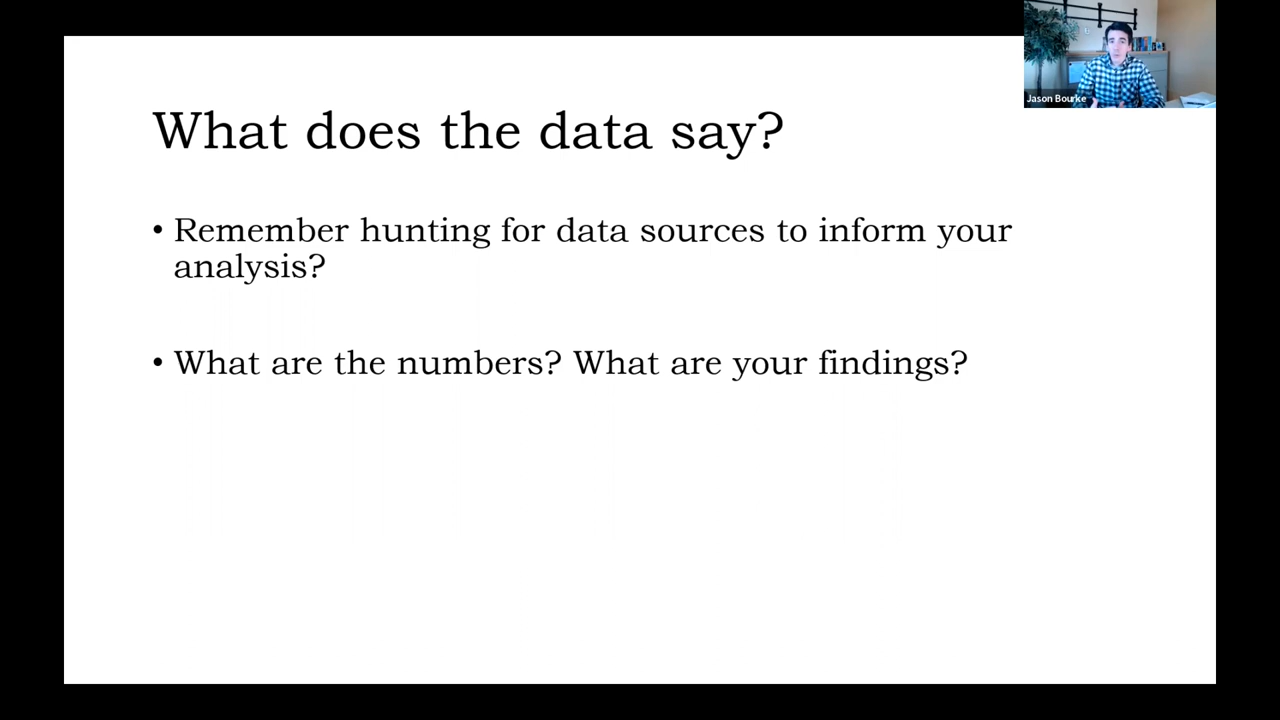 Jason Bourke
What does the data say?
• Remember hunting for data sources to inform your
analysis?
• What are the numbers? What are your findings?